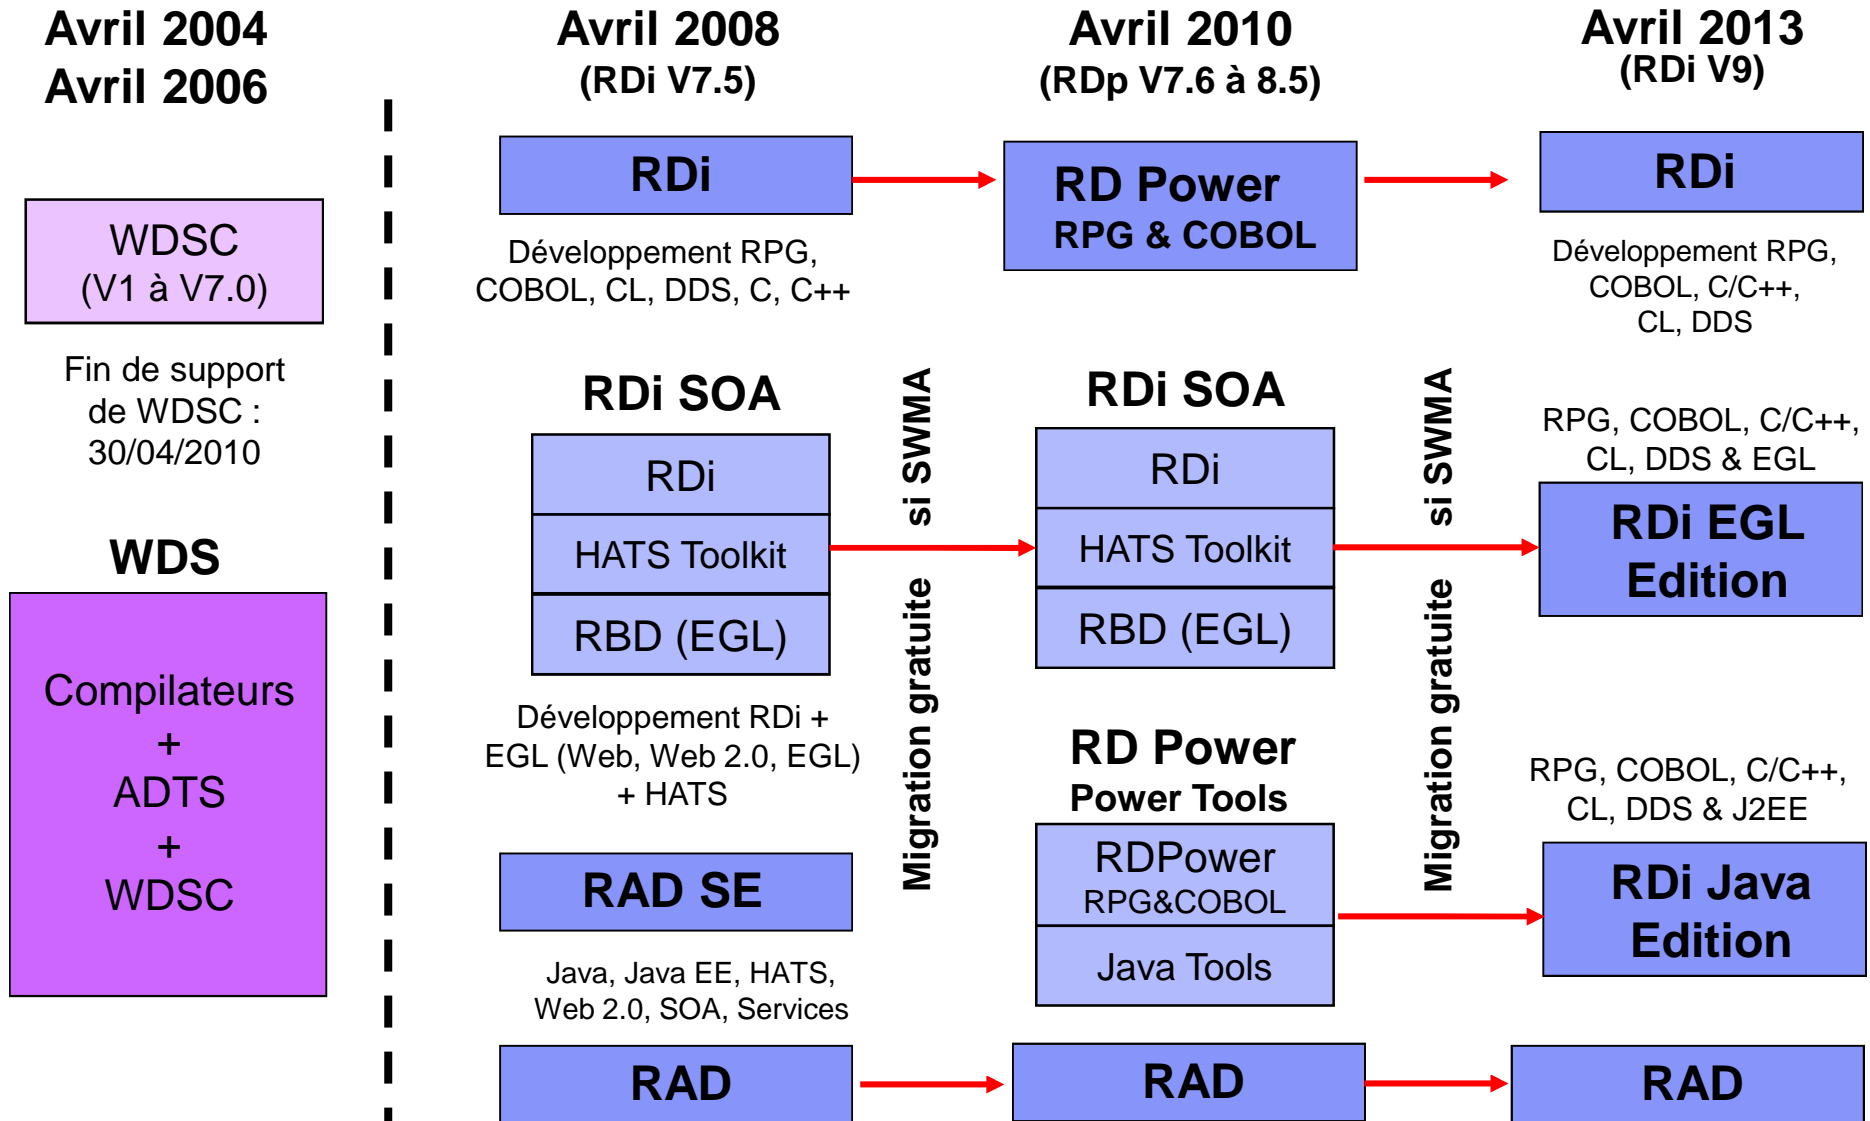 Avril 2004
Avril 2006
WDSC
(V1 à V7.0)
Fin de support
de WDSC :
30/04/2010
WDS
Compilateurs
+
ADTS
+
WDSC
Avril 2008
(RDi V7.5)
RDi
Développement RPG,
COBOL, CL, DDS, C, C++
RDi SOA
RDi
HATS Toolkit
RBD (EGL)
Développement RDi +
EGL (Web, Web 2.0, EGL)
+ HATS
RAD SE
Java, Java EE, HATS,
Web 2.0, SOA, Services
RAD
Migration gratuite si SWMA
Avril 2010
(RDp V7.6 à 8.5)
RD Power
RPG & COBOL
RDi SOA
RDi
HATS Toolkit
RBD (EGL)
RD Power
Power Tools
RDPower
RPG&COBOL
Java Tools
RAD
Migration gratuite si SWMA
Avril 2013
(RDi V9)
RDi
Développement RPG,
COBOL, C/C++,
CL, DDS
RPG, COBOL, C/C++,
CL, DDS & EGL
RDi EGL
Edition
RPG, COBOL, C/C++,
CL, DDS & J2EE
RDi Java
Edition
RAD